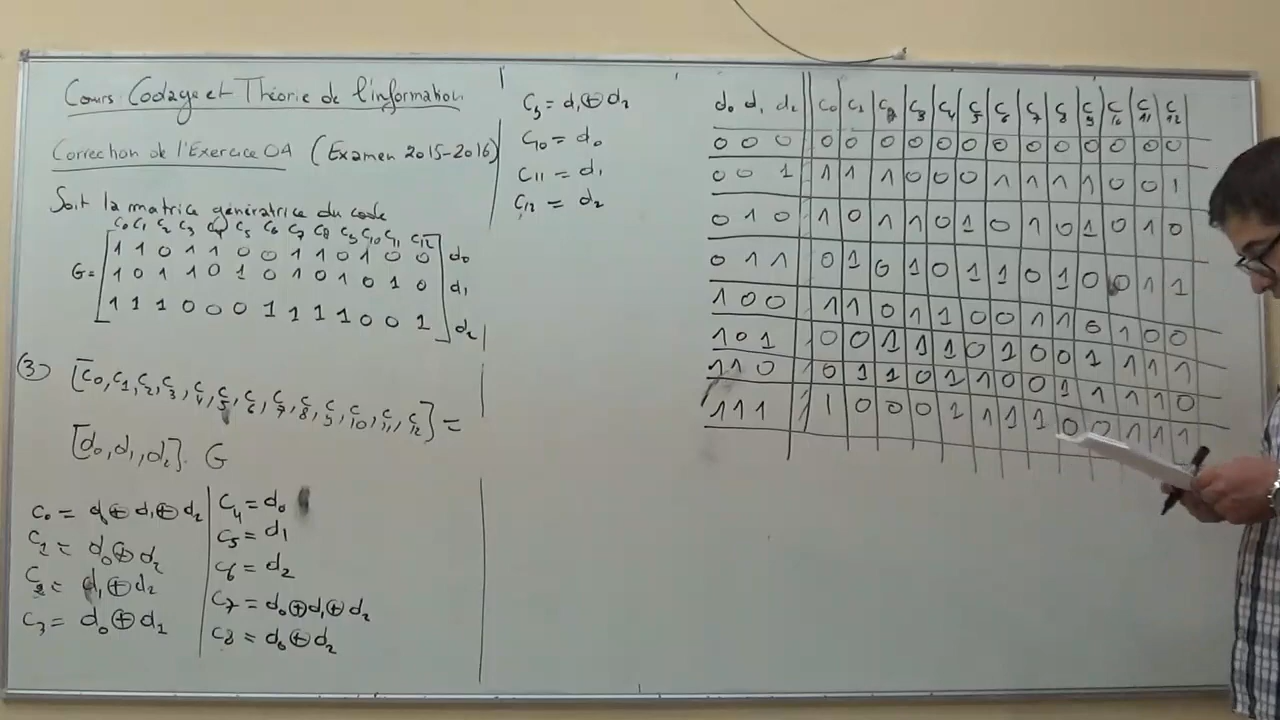 Cours Codage et Théorie de l'information
Correction de l'Exercice 04 (Examen 2015-2016)
Soit la matrice génératrice du code
c0 c1 c2 c3 c4 c5 c6 c7 c8 c9 c10 c11 c12
G = [ 1 1 0 1 1 0 0 1 1 0 1 0 0 ] d0
1 0 1 1 0 1 0 1 0 1 0 1 0 d1
1 1 1 0 0 0 1 1 1 1 0 0 1 d2
③ [c0, c1, c2, c3, c4, c5, c6, c7, c8, c9, c10, c11, c12] =
[d0, d1, d2]. G
c0 = d0 ⊕ d1 ⊕ d2
c1 = d0 ⊕ d2
c2 = d1 ⊕ d2
c3 = d0 ⊕ d1
c4 = d0
c5 = d1
c6 = d2
c7 = d0 ⊕ d1 ⊕ d2
c8 = d0 ⊕ d2
c9 = d1 ⊕ d2
c10 = d0
c11 = d1
c12 = d2
d0 d1 d2 c0 c1 c2 c3 c4 c5 c6 c7 c8 c9 c10 c11 c12
0 0 0 0 0 0 0 0 0 0 0 0 0 0 0 0
0 0 1 1 1 1 0 0 0 1 1 1 1 0 0 1
0 1 0 1 0 1 1 0 1 0 1 0 1 0 1 0
0 1 1 0 1 0 1 0 1 1 0 1 0 0 1 1
1 0 0 1 1 0 1 1 0 0 1 1 0 1 0 0
1 0 1 0 0 1 1 1 0 1 0 0 1 1 1 1
1 1 0 0 1 1 0 1 1 0 0 1 1 1 1 0
1 1 1 1 0 0 0 1 1 1 1 0 0 1 1 1